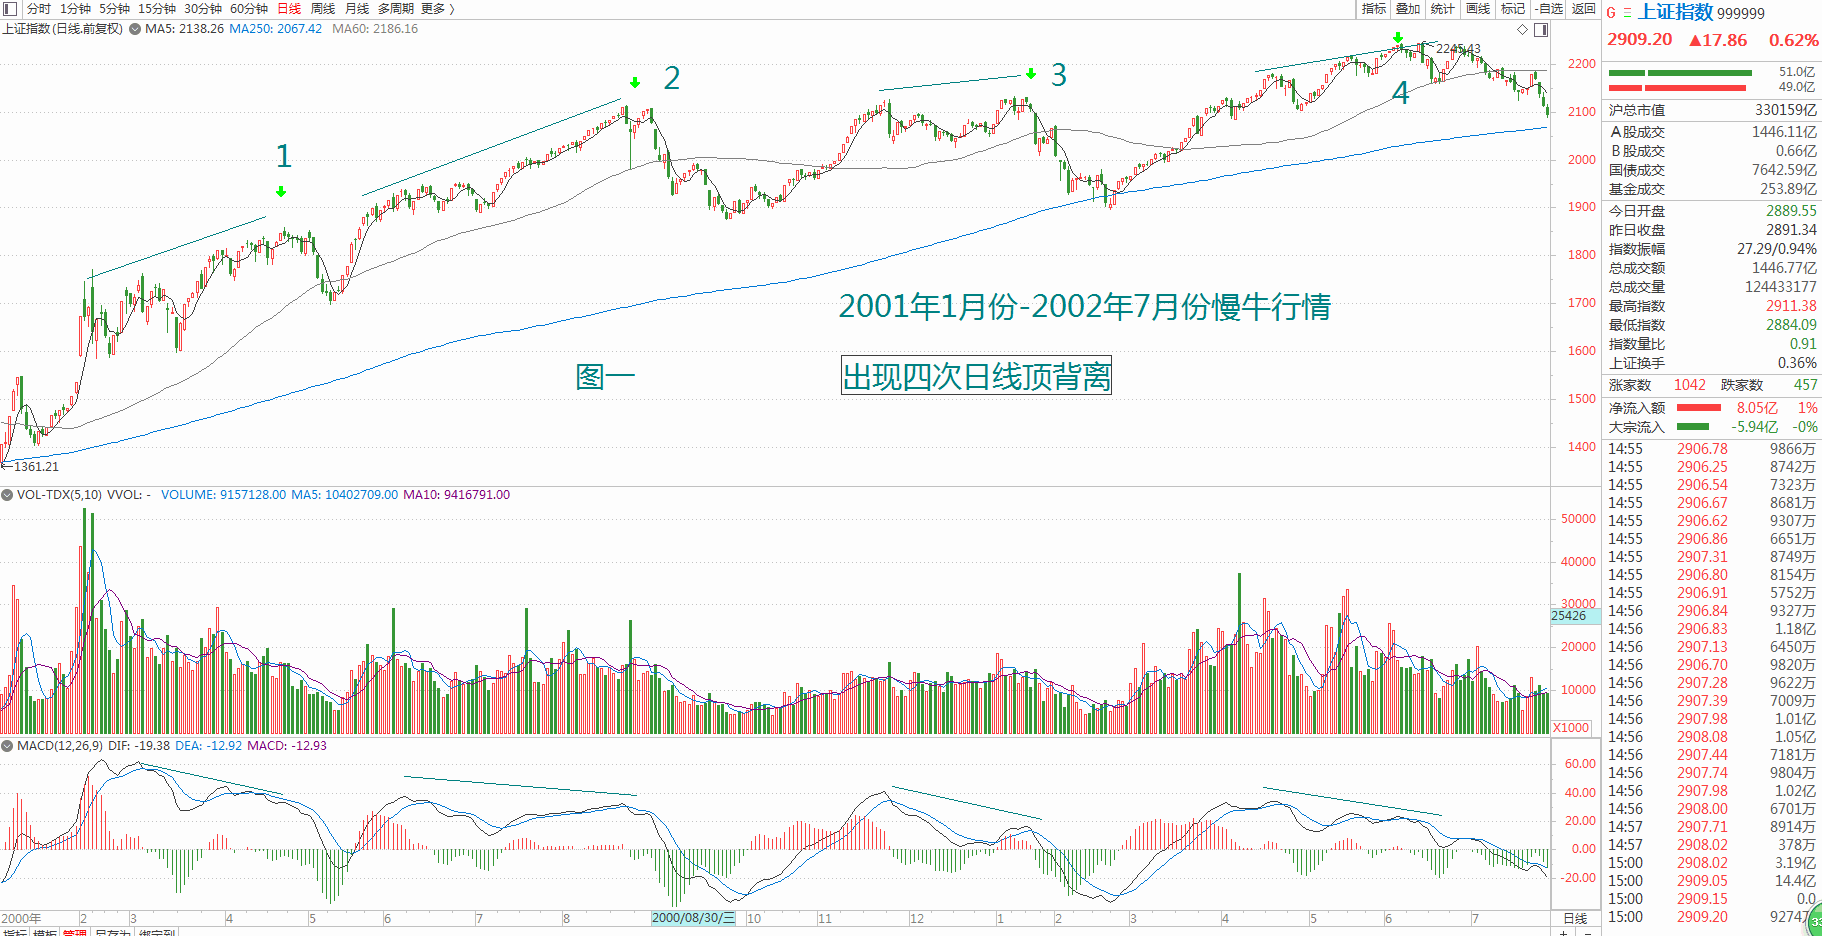 分时 1分钟 5分钟 15分钟 30分钟 60分钟 日线 周线 月线 多周期 更多 〉
指标 叠加 统计 画线 标记 -自选 返回
上证指数(日线,前复权) MA5: 2138.26 MA250: 2067.42 MA60: 2186.16
2245.43
1
2
3
4
2001年1月份-2002年7月份慢牛行情
图一
出现四次日线顶背离
←1361.21
2200
2100
2000
1900
1800
1700
1600
1500
1400
VOL-TDX(5,10) VVOL: - VOLUME: 9157128.00 MA5: 10402709.00 MA10: 9416791.00
50000
40000
30000
25426
20000
10000
X1000
MACD(12,26,9) DIF: -19.38 DEA: -12.92 MACD: -12.93
60.00
40.00
20.00
0.00
-20.00
2000年 2 3 4 5 6 7 8 2000/08/30/三 10 11 12 1 2 3 4 5 6 7 日线
指标 模板 管理 另存为 绑定到
G 上证指数 999999
2909.20 ▲17.86 0.62%
51.0亿
49.0亿
沪总市值 330159亿
A股成交 1446.11亿
B股成交 0.66亿
国债成交 7642.59亿
基金成交 253.89亿
今日开盘 2889.55
昨日收盘 2891.34
指数振幅 27.29/0.94%
总成交额 1446.77亿
总成交量 124433177
最高指数 2911.38
最低指数 2884.09
指数量比 0.91
上证换手 0.36%
涨家数 1042 跌家数 457
净流入额 8.05亿 1%
大宗流入 -5.94亿 -0%
14:55 2906.78 9866万
14:55 2906.25 8742万
14:55 2906.54 7323万
14:55 2906.67 8681万
14:55 2906.62 9307万
14:55 2906.86 6651万
14:55 2907.31 8749万
14:55 2906.80 8154万
14:55 2906.91 5752万
14:56 2906.84 9327万
14:56 2906.83 1.18亿
14:56 2907.13 6450万
14:56 2906.70 9820万
14:56 2907.28 9622万
14:56 2907.39 7009万
14:56 2907.98 1.01亿
14:56 2908.08 1.05亿
14:56 2907.44 7181万
14:56 2907.74 9804万
14:56 2907.98 1.02亿
14:56 2908.00 6701万
14:57 2907.71 8914万
14:57 2908.02 378万
15:00 2908.02 3.19亿
15:00 2909.05 14.4亿
15:00 2909.15 0.0
15:00 2909.20 9274万